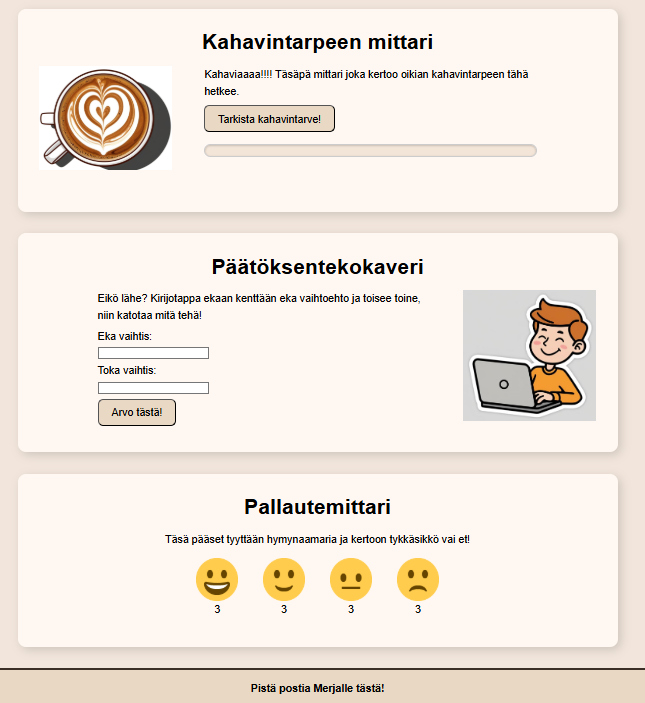 Kahavintarpeen mittari
Kahaviaaaa!!!! Täsäpä mittari joka kertoo oikian kahavintarpeen tähä
hetkee.
Tarkista kahavintarve!
Päätöksentekokaveri
Eikö lähe? Kirijotappa ekaan kenttään eka vaihtoehto ja toisee toine,
niin katotaa mitä tehä!
Eka vaihtis:
Toka vaihtis:
Arvo tästä!
Pallautemittari
Täsä pääset tyyttään hymynaamaria ja kertoon tykkäsikkö vai et!
3 3 3 3
Pistä postia Merjalle tästä!